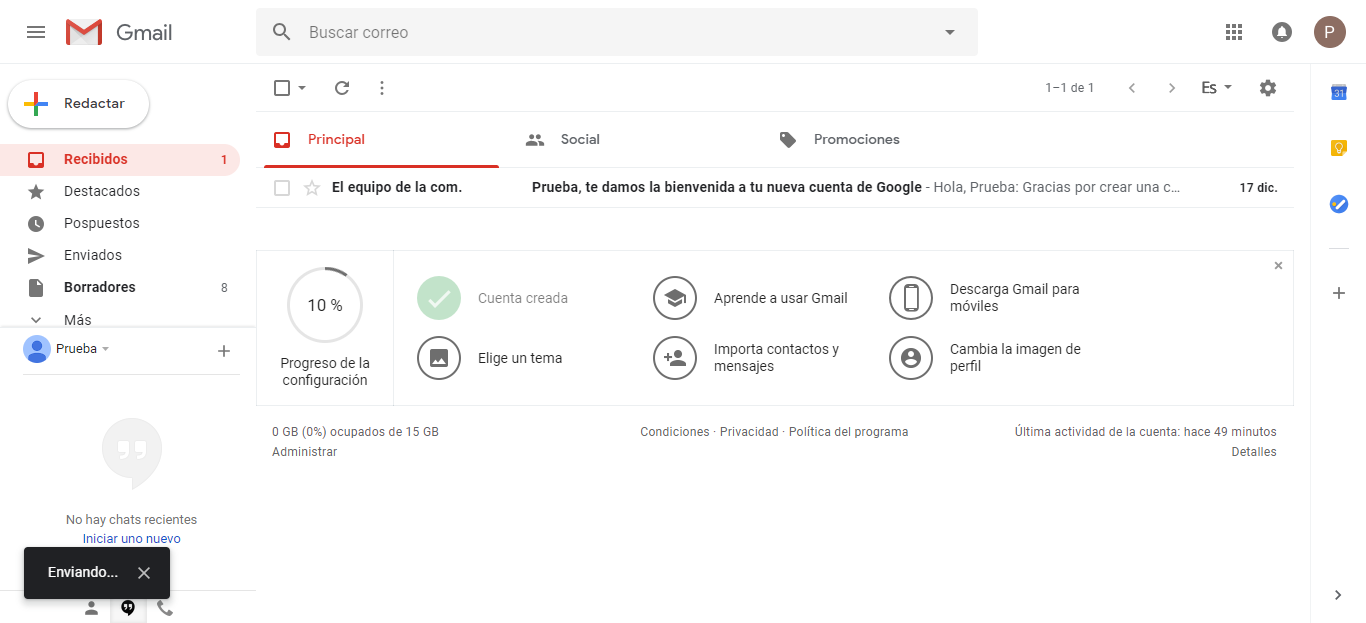 Gmail
Buscar correo
P
Redactar
1–1 de 1
Es
31
Recibidos 1
Destacados
Pospuestos
Enviados
Borradores 8
Más
Prueba
No hay chats recientes
Iniciar uno nuevo
Enviando...
Principal
Social
Promociones
El equipo de la com. Prueba, te damos la bienvenida a tu nueva cuenta de Google - Hola, Prueba: Gracias por crear una c… 17 dic.
10 %
Progreso de la
configuración
Cuenta creada
Aprende a usar Gmail
Descarga Gmail para
móviles
Elige un tema
Importa contactos y
mensajes
Cambia la imagen de
perfil
0 GB (0%) ocupados de 15 GB
Administrar
Condiciones · Privacidad · Política del programa
Última actividad de la cuenta: hace 49 minutos
Detalles